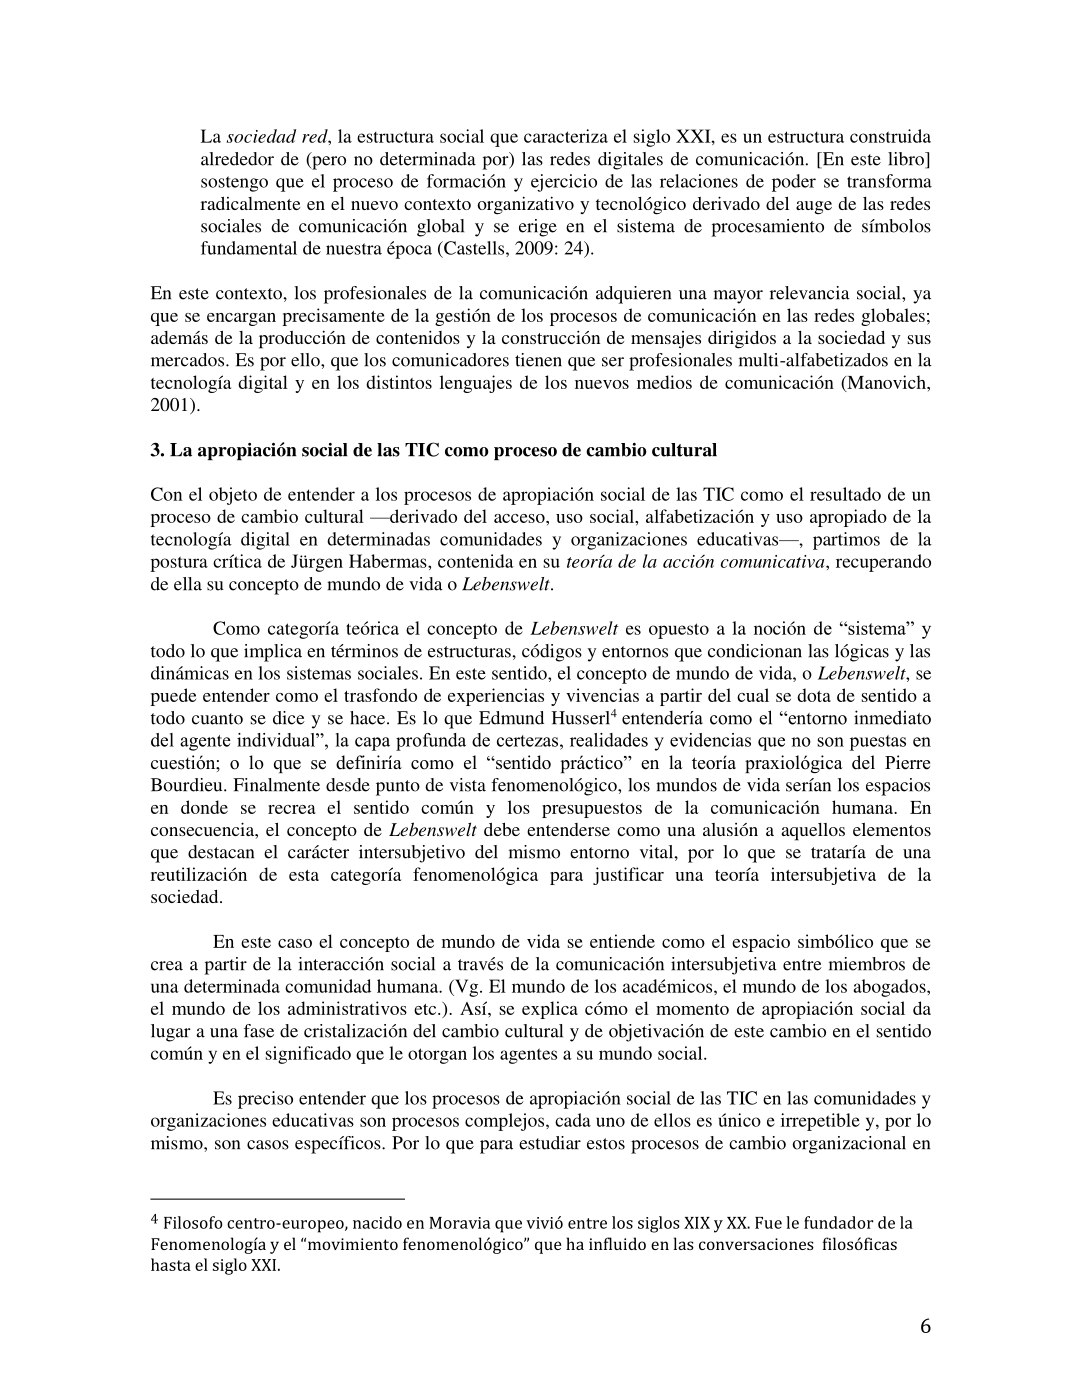 La sociedad red, la estructura social que caracteriza el siglo XXI, es un estructura construida
alrededor de (pero no determinada por) las redes digitales de comunicación. [En este libro]
sostengo que el proceso de formación y ejercicio de las relaciones de poder se transforma
radicalmente en el nuevo contexto organizativo y tecnológico derivado del auge de las redes
sociales de comunicación global y se erige en el sistema de procesamiento de símbolos
fundamental de nuestra época (Castells, 2009: 24).
En este contexto, los profesionales de la comunicación adquieren una mayor relevancia social, ya
que se encargan precisamente de la gestión de los procesos de comunicación en las redes globales;
además de la producción de contenidos y la construcción de mensajes dirigidos a la sociedad y sus
mercados. Es por ello, que los comunicadores tienen que ser profesionales multi-alfabetizados en la
tecnología digital y en los distintos lenguajes de los nuevos medios de comunicación (Manovich,
2001).
3. La apropiación social de las TIC como proceso de cambio cultural
Con el objeto de entender a los procesos de apropiación social de las TIC como el resultado de un
proceso de cambio cultural —derivado del acceso, uso social, alfabetización y uso apropiado de la
tecnología digital en determinadas comunidades y organizaciones educativas—, partimos de la
postura crítica de Jürgen Habermas, contenida en su teoría de la acción comunicativa, recuperando
de ella su concepto de mundo de vida o Lebenswelt.
Como categoría teórica el concepto de Lebenswelt es opuesto a la noción de “sistema” y
todo lo que implica en términos de estructuras, códigos y entornos que condicionan las lógicas y las
dinámicas en los sistemas sociales. En este sentido, el concepto de mundo de vida, o Lebenswelt, se
puede entender como el trasfondo de experiencias y vivencias a partir del cual se dota de sentido a
todo cuanto se dice y se hace. Es lo que Edmund Husserl4 entendería como el “entorno inmediato
del agente individual”, la capa profunda de certezas, realidades y evidencias que no son puestas en
cuestión; o lo que se definiría como el “sentido práctico” en la teoría praxiológica del Pierre
Bourdieu. Finalmente desde punto de vista fenomenológico, los mundos de vida serían los espacios
en donde se recrea el sentido común y los presupuestos de la comunicación humana. En
consecuencia, el concepto de Lebenswelt debe entenderse como una alusión a aquellos elementos
que destacan el carácter intersubjetivo del mismo entorno vital, por lo que se trataría de una
reutilización de esta categoría fenomenológica para justificar una teoría intersubjetiva de la
sociedad.
En este caso el concepto de mundo de vida se entiende como el espacio simbólico que se
crea a partir de la interacción social a través de la comunicación intersubjetiva entre miembros de
una determinada comunidad humana. (Vg. El mundo de los académicos, el mundo de los abogados,
el mundo de los administrativos etc.). Así, se explica cómo el momento de apropiación social da
lugar a una fase de cristalización del cambio cultural y de objetivación de este cambio en el sentido
común y en el significado que le otorgan los agentes a su mundo social.
Es preciso entender que los procesos de apropiación social de las TIC en las comunidades y
organizaciones educativas son procesos complejos, cada uno de ellos es único e irrepetible y, por lo
mismo, son casos específicos. Por lo que para estudiar estos procesos de cambio organizacional en
4 Filosofo centro-europeo, nacido en Moravia que vivió entre los siglos XIX y XX. Fue le fundador de la
Fenomenología y el “movimiento fenomenológico” que ha influido en las conversaciones filosóficas
hasta el siglo XXI.
6